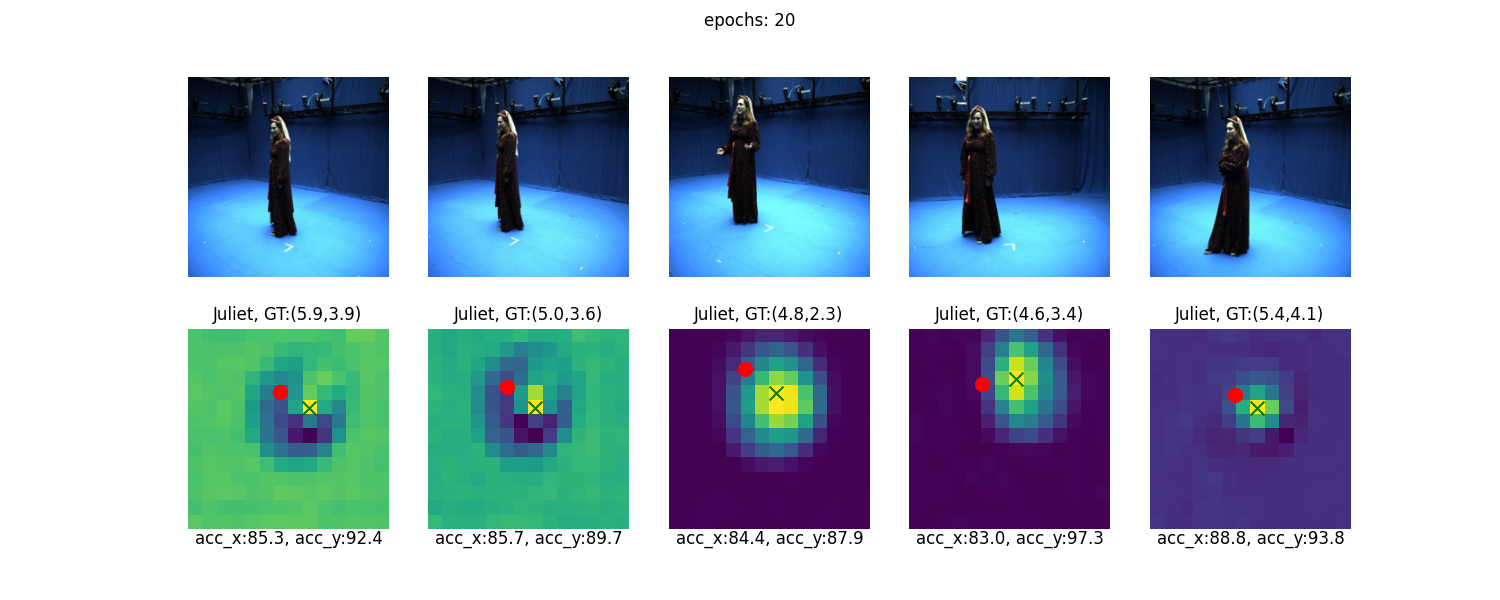 epochs: 20
Juliet, GT:(5.9,3.9)
Juliet, GT:(5.0,3.6)
Juliet, GT:(4.8,2.3)
Juliet, GT:(4.6,3.4)
Juliet, GT:(5.4,4.1)
acc_x:85.3, acc_y:92.4
acc_x:85.7, acc_y:89.7
acc_x:84.4, acc_y:87.9
acc_x:83.0, acc_y:97.3
acc_x:88.8, acc_y:93.8